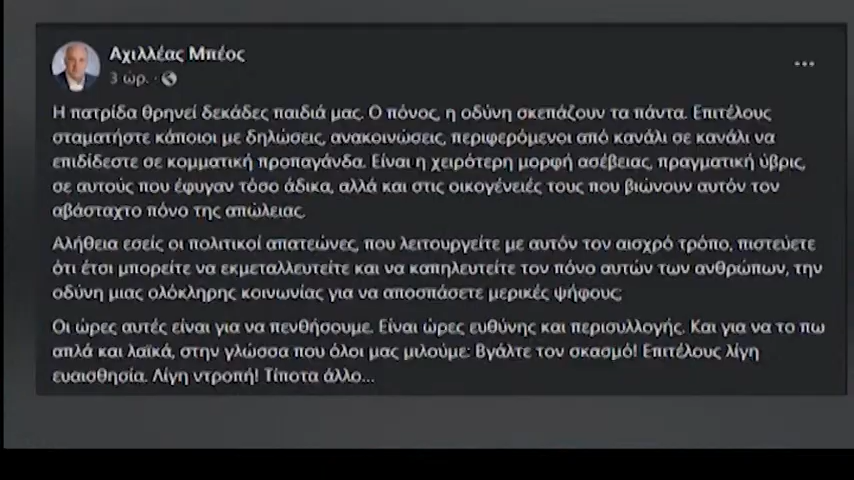 Αχιλλέας Μπέος
3 ώρ. ·
Η πατρίδα θρηνεί δεκάδες παιδιά μας. Ο πόνος, η οδύνη σκεπάζουν τα πάντα. Επιτέλους
σταματήστε κάποιοι με δηλώσεις, ανακοινώσεις, περιφερόμενοι από κανάλι σε κανάλι να
επιδίδεστε σε κομματική προπαγάνδα. Είναι η χειρότερη μορφή ασέβειας, πραγματική ύβρις,
σε αυτούς που έφυγαν τόσο άδικα, αλλά και στις οικογένειές τους που βιώνουν αυτόν τον
αβάσταχτο πόνο της απώλειας.
Αλήθεια εσείς οι πολιτικοί απατεώνες, που λειτουργείτε με αυτόν τον αισχρό τρόπο, πιστεύετε
ότι έτσι μπορείτε να εκμεταλλευτείτε και να καπηλευτείτε τον πόνο αυτών των ανθρώπων, την
οδύνη μιας ολόκληρης κοινωνίας για να αποσπάσετε μερικές ψήφους;
Οι ώρες αυτές είναι για να πενθήσουμε. Είναι ώρες ευθύνης και περισυλλογής. Και για να το πω
απλά και λαϊκά, στην γλώσσα που όλοι μας μιλούμε: Βγάλτε τον σκασμό! Επιτέλους λίγη
ευαισθησία. Λίγη ντροπή! Τίποτα άλλο...